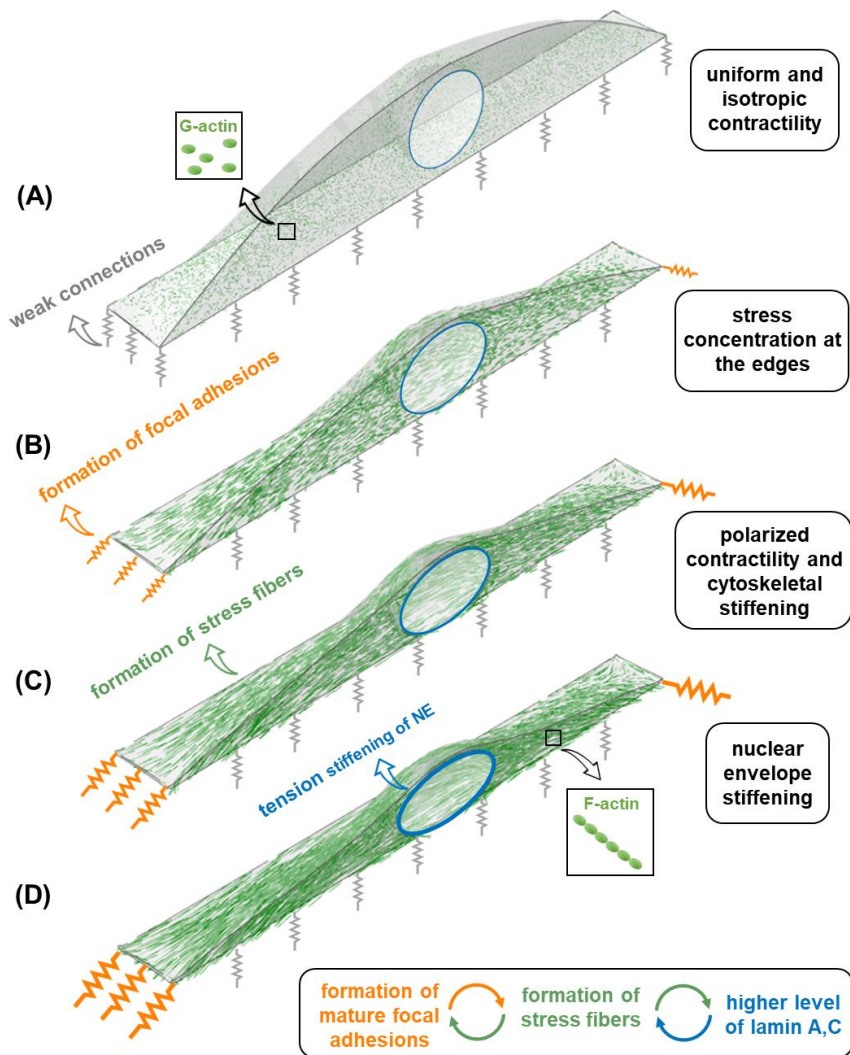 uniform and
isotropic
contractility
G-actin
(A)
weak connections
stress
concentration at
the edges
formation of focal adhesions
(B)
polarized
contractility and
cytoskeletal
stiffening
formation of stress fibers
(C)
tension stiffening of NE
nuclear
envelope
stiffening
F-actin
(D)
formation of
mature focal
adhesions
formation of
stress fibers
higher level
of lamin A,C